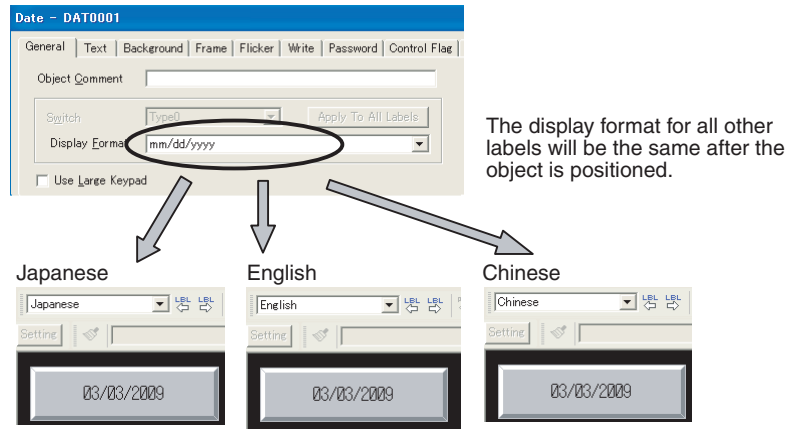 Date - DAT0001
General Text Background Frame Flicker Write Password Control Flag
Object Comment
Switch Type0 Apply To All Labels
Display Format mm/dd/yyyy
Use Large Keypad
The display format for all other
labels will be the same after the
object is positioned.
Japanese English Chinese
Japanese LBL LBL English LBL LBL Chinese LBL LBL
Setting Setting Setting
03/03/2009 03/03/2009 03/03/2009